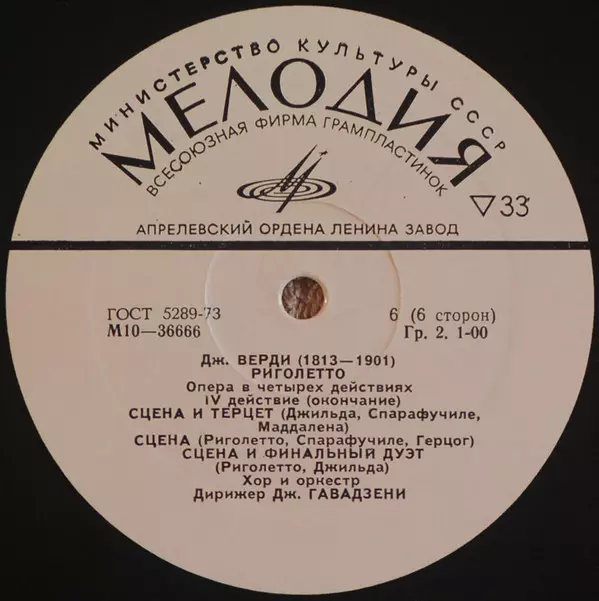 МИНИСТЕРСТВО КУЛЬТУРЫ СССР
МЕЛОДИЯ
ВСЕСОЮЗНАЯ ФИРМА ГРАМПЛАСТИНОК
▽33
АПРЕЛЕВСКИЙ ОРДЕНА ЛЕНИНА ЗАВОД
ГОСТ 5289-73
6 (6 сторон)
М10—36666
Гр. 2. 1-00
Дж. ВЕРДИ (1813—1901)
РИГОЛЕТТО
Опера в четырех действиях
IV действие (окончание)
СЦЕНА И ТЕРЦЕТ (Джильда, Спарафучиле,
Маддалена)
СЦЕНА (Риголетто, Спарафучиле, Герцог)
СЦЕНА И ФИНАЛЬНЫЙ ДУЭТ
(Риголетто, Джильда)
Хор и оркестр
Дирижер Дж. ГАВАДЗЕНИ